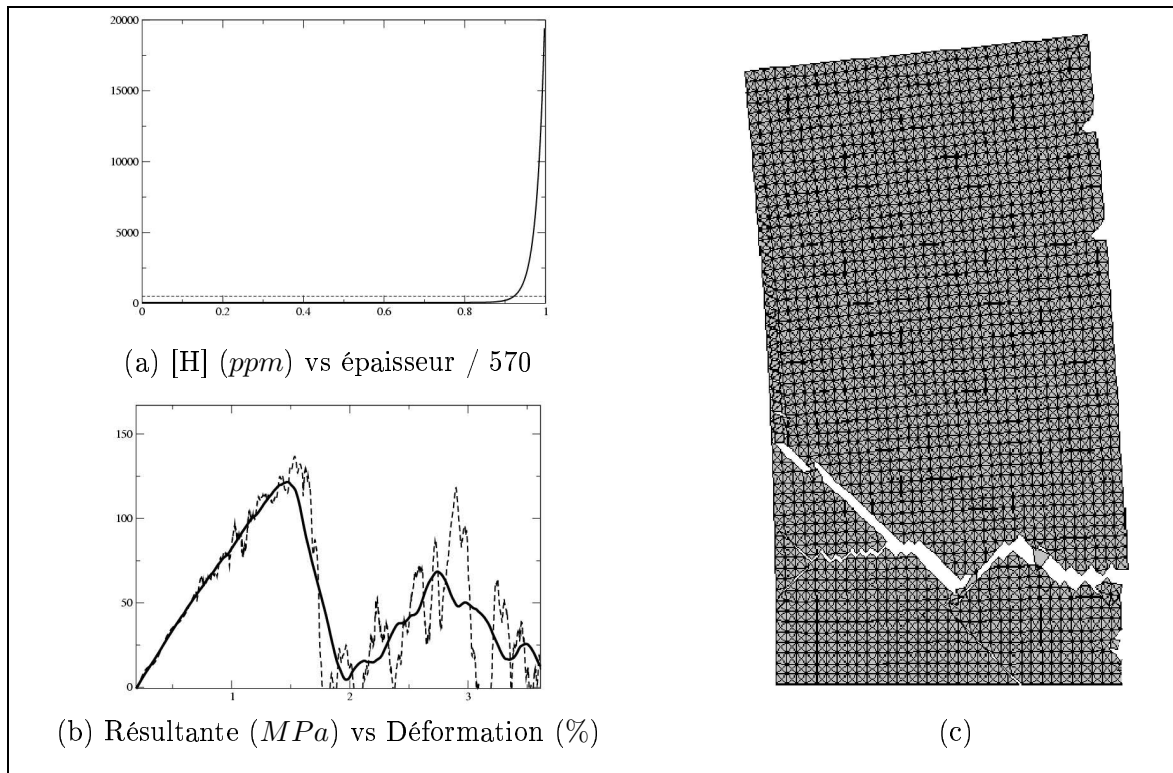 20000
15000
10000
5000
0
0 0.2 0.4 0.6 0.8 1
(a) [H] (ppm) vs épaisseur / 570
150
100
50
0
1 2 3
(b) Résultante (MPa) vs Déformation (%)
(c)